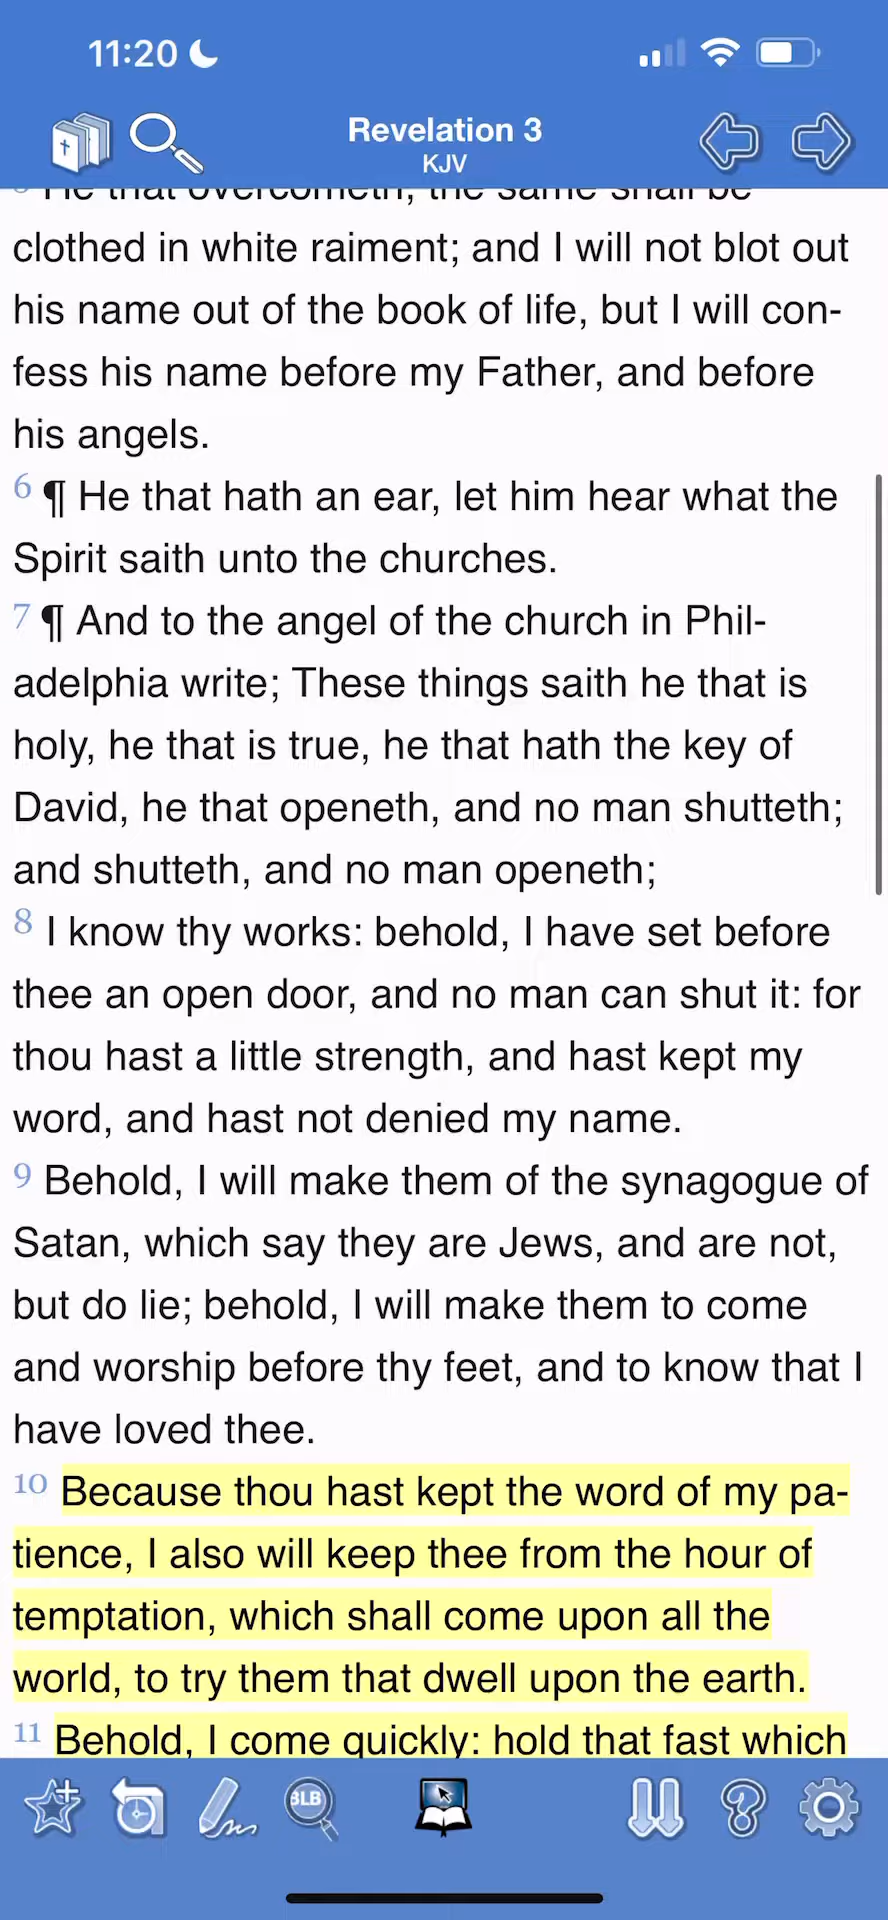 11:20
Revelation 3
KJV
5 He that overcometh, the same shall be
clothed in white raiment; and I will not blot out
his name out of the book of life, but I will con-
fess his name before my Father, and before
his angels.
6 ¶ He that hath an ear, let him hear what the
Spirit saith unto the churches.
7 ¶ And to the angel of the church in Phil-
adelphia write; These things saith he that is
holy, he that is true, he that hath the key of
David, he that openeth, and no man shutteth;
and shutteth, and no man openeth;
8 I know thy works: behold, I have set before
thee an open door, and no man can shut it: for
thou hast a little strength, and hast kept my
word, and hast not denied my name.
9 Behold, I will make them of the synagogue of
Satan, which say they are Jews, and are not,
but do lie; behold, I will make them to come
and worship before thy feet, and to know that I
have loved thee.
10 Because thou hast kept the word of my pa-
tience, I also will keep thee from the hour of
temptation, which shall come upon all the
world, to try them that dwell upon the earth.
11 Behold, I come quickly: hold that fast which
BLB